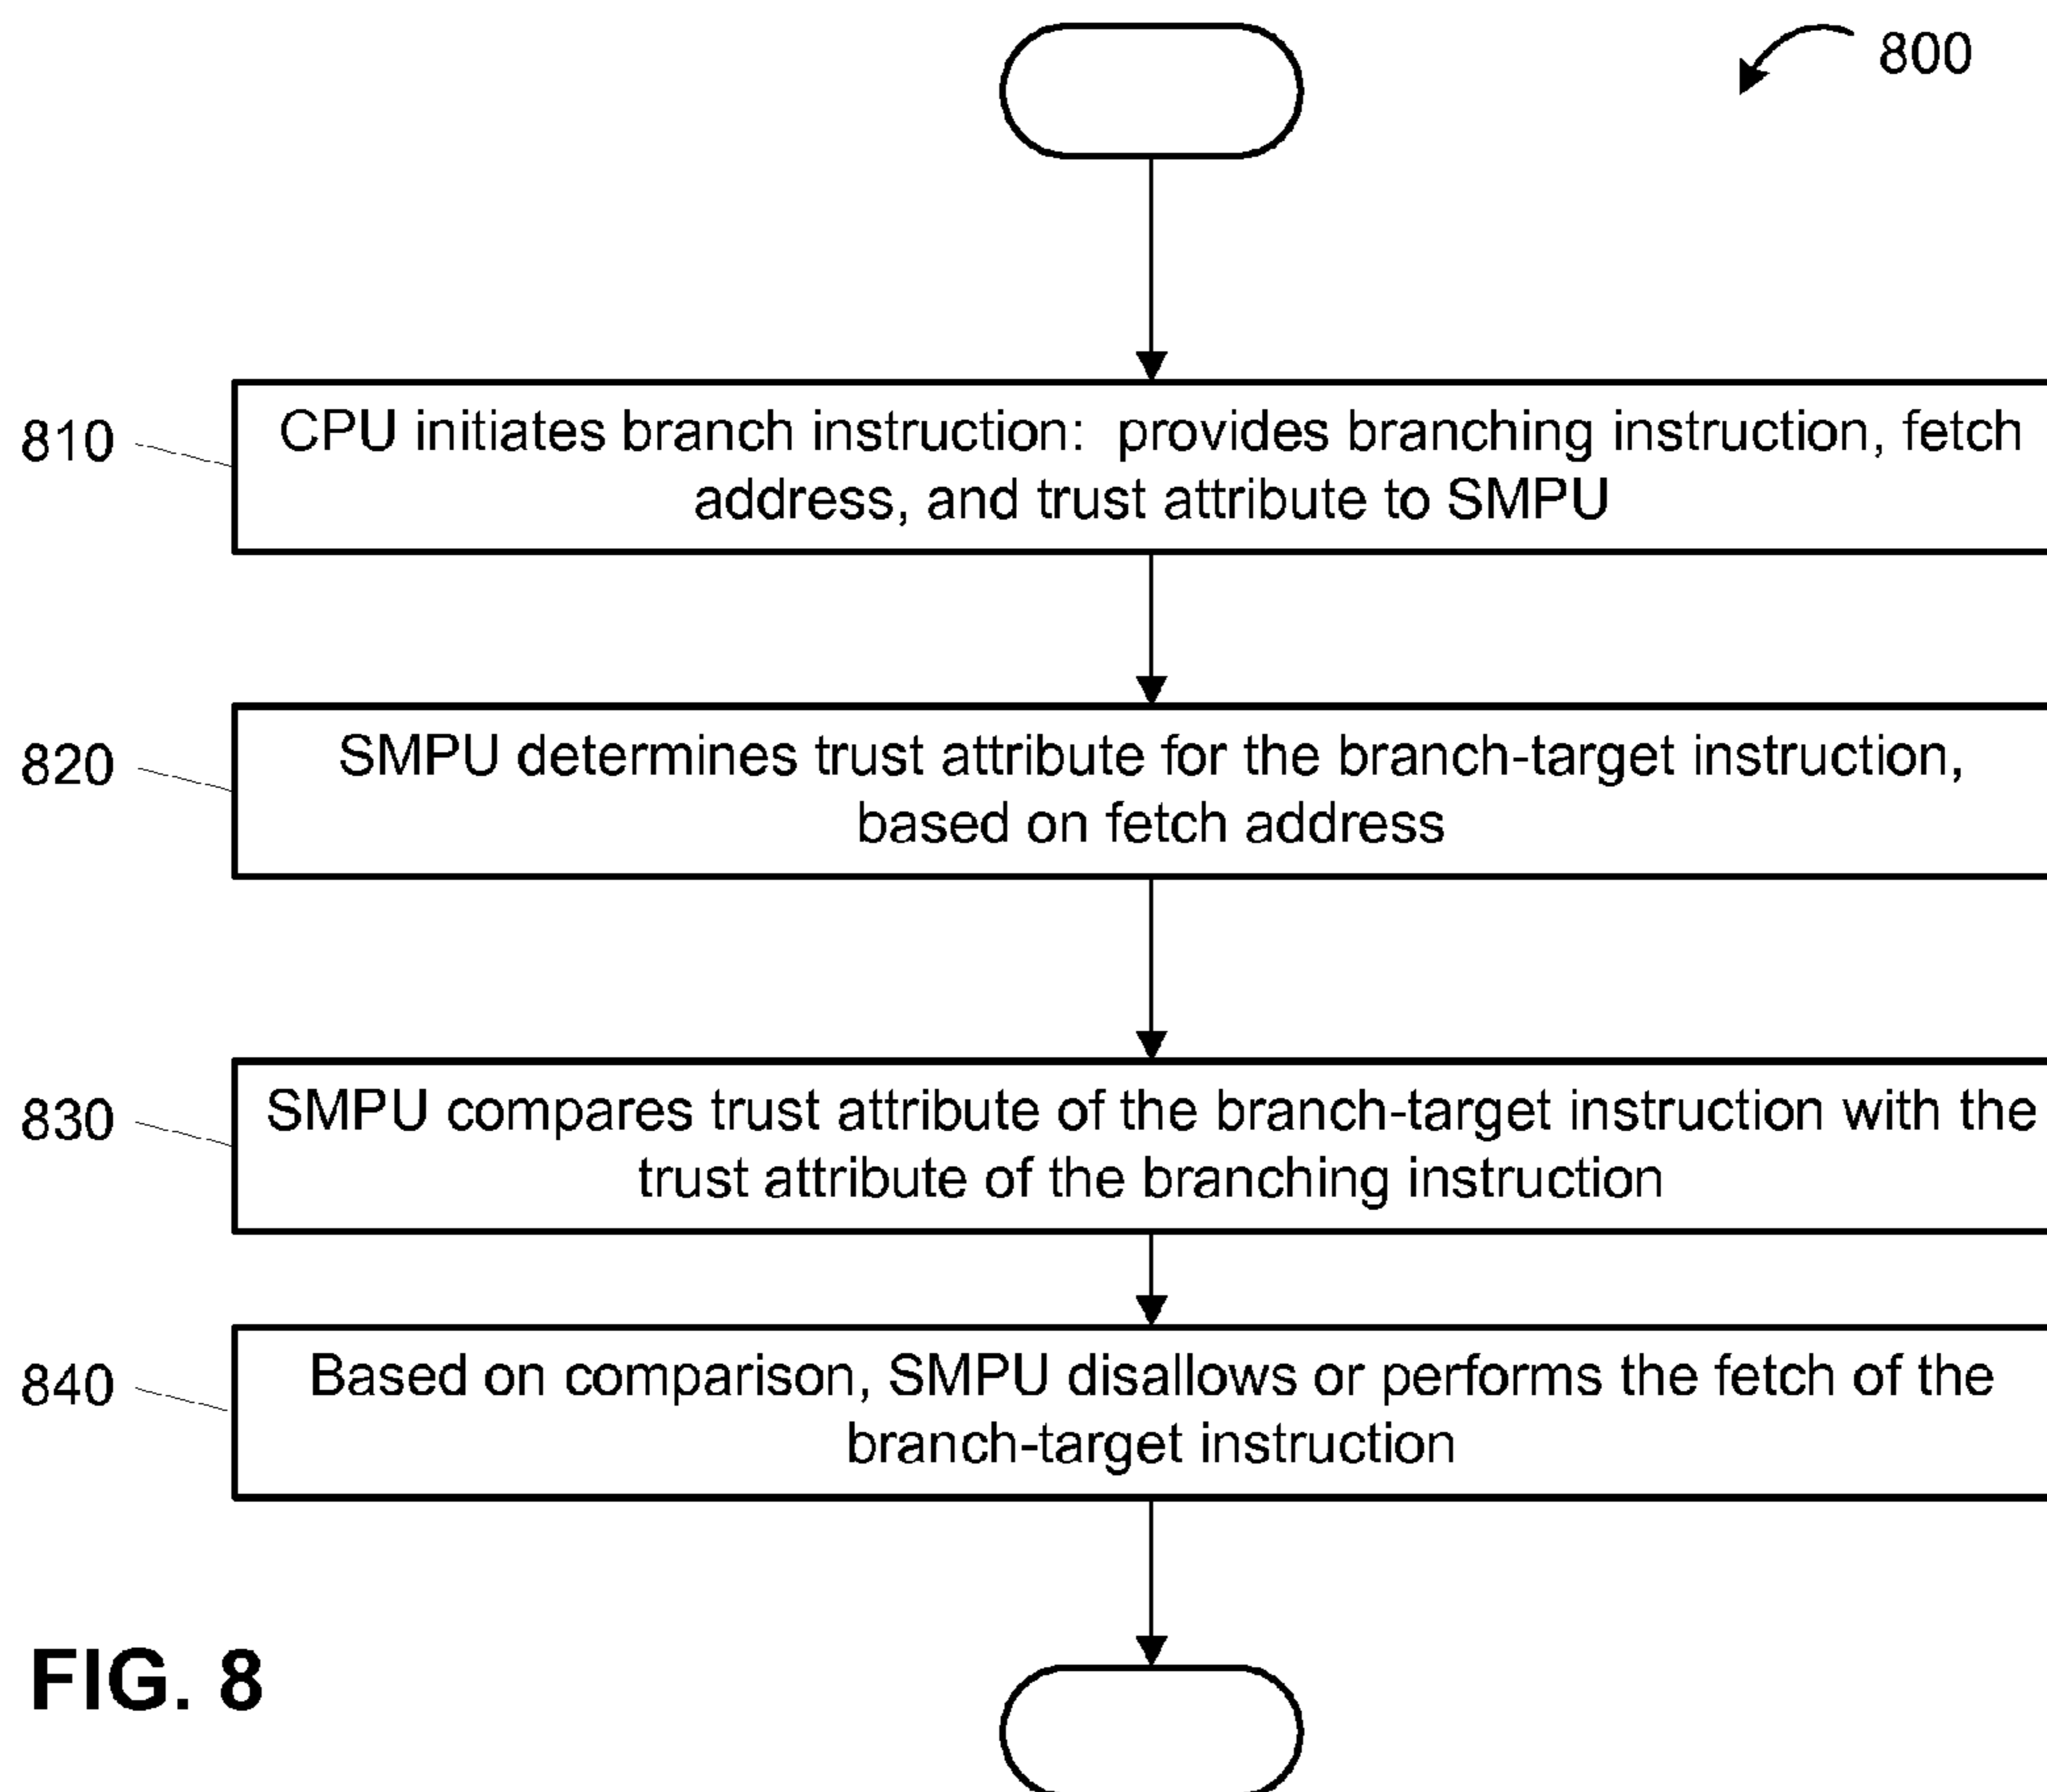 800
810
CPU initiates branch instruction: provides branching instruction, fetch
address, and trust attribute to SMPU
820
SMPU determines trust attribute for the branch-target instruction,
based on fetch address
830
SMPU compares trust attribute of the branch-target instruction with the
trust attribute of the branching instruction
840
Based on comparison, SMPU disallows or performs the fetch of the
branch-target instruction
FIG. 8